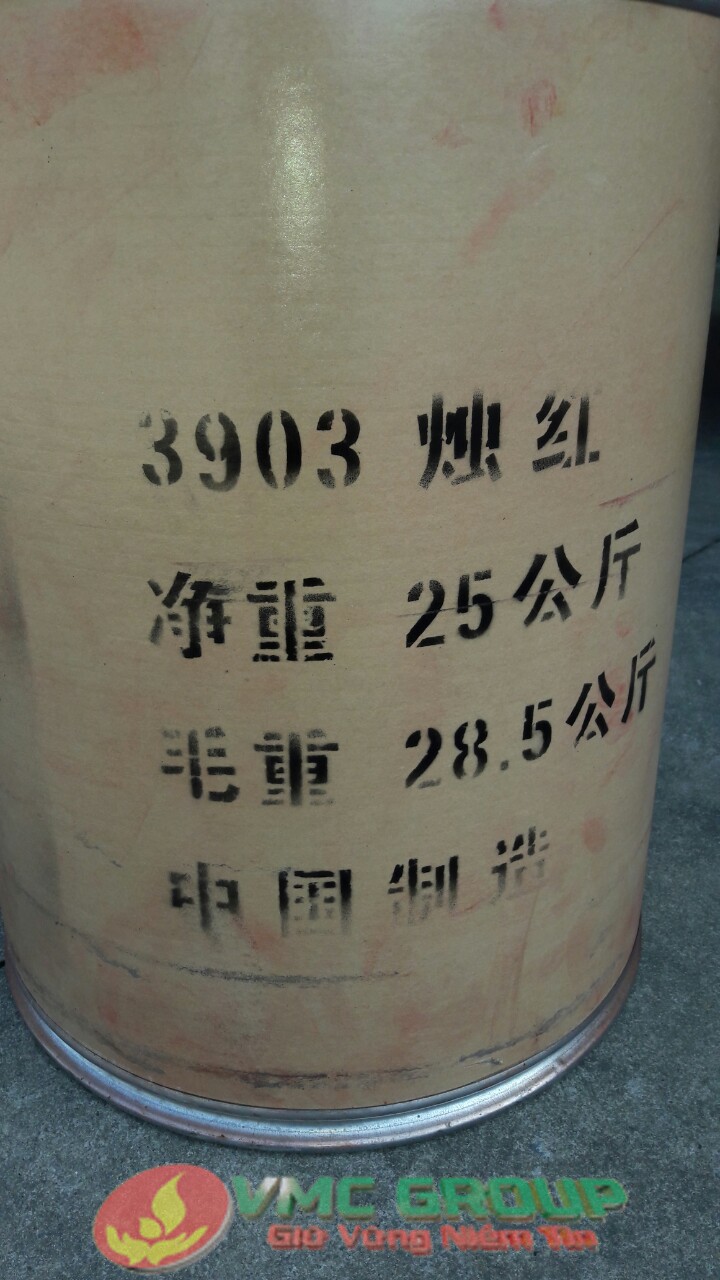 3903 烛红
净重 25公斤
毛重 28.5公斤
中国制造
VMC GROUP
Giữ Vững Niềm Tin